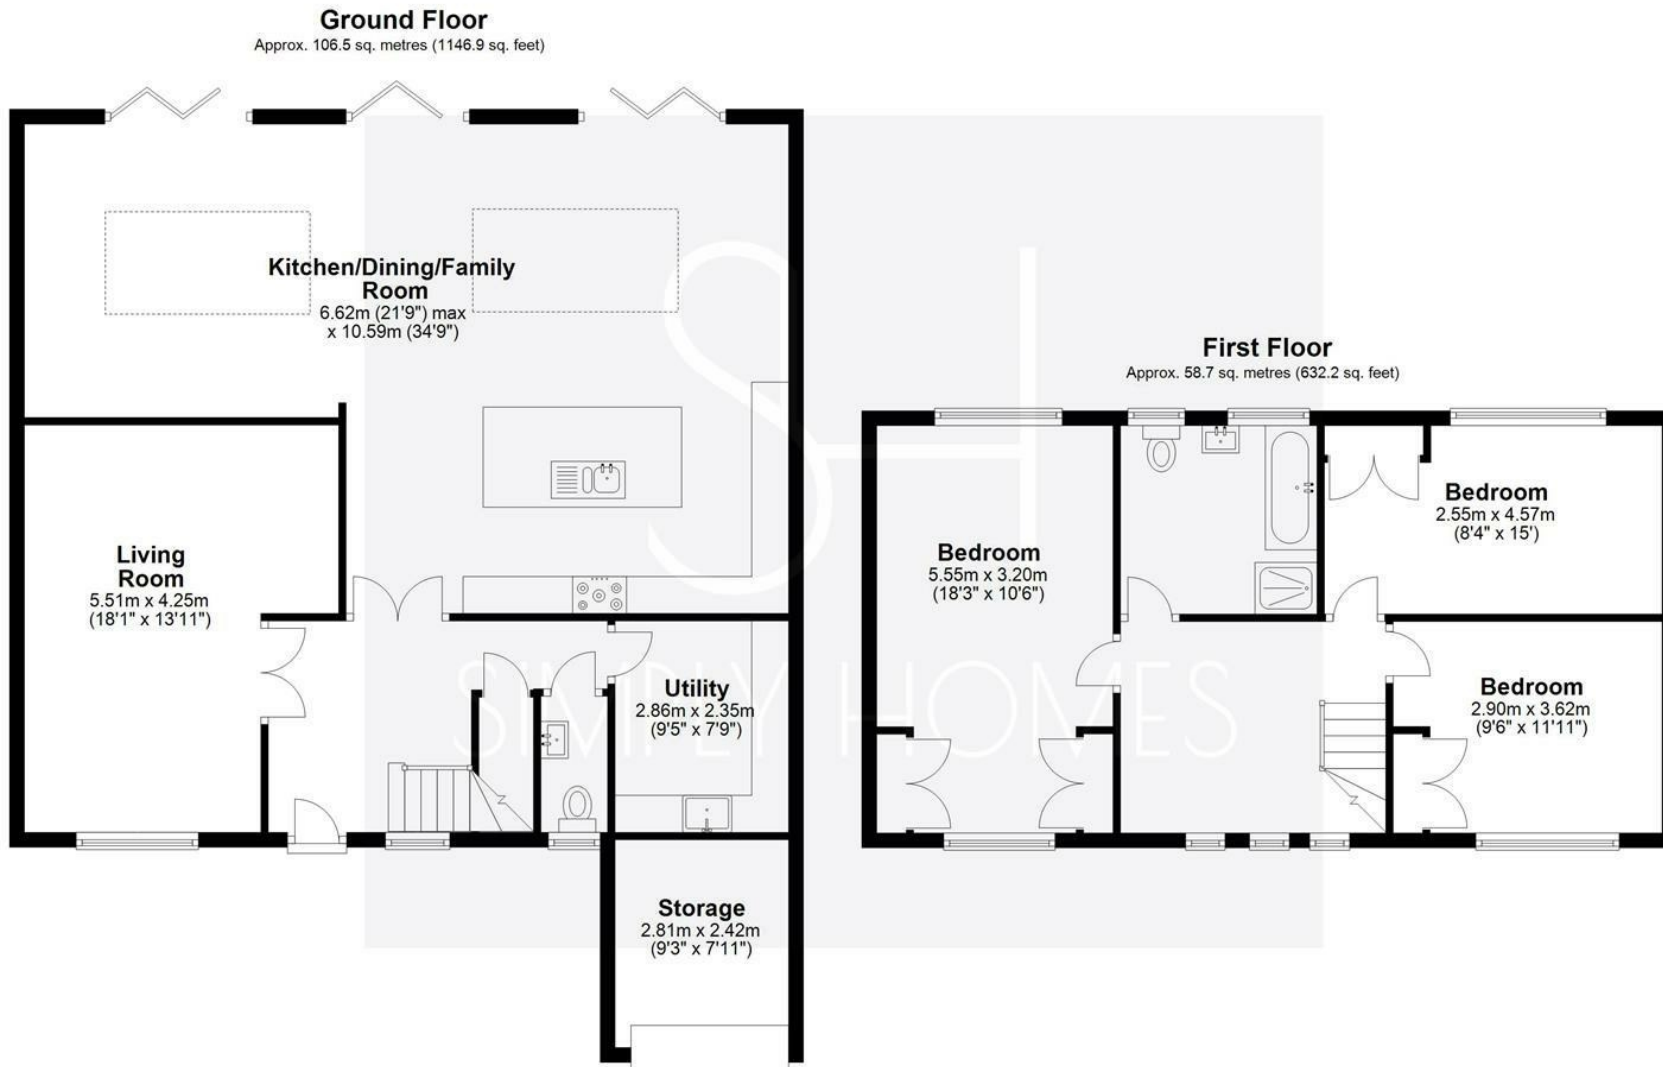 Ground Floor
Approx. 106.5 sq. metres (1146.9 sq. feet)
Kitchen/Dining/Family
Room
6.62m (21'9") max
x 10.59m (34'9")
Living
Room
5.51m x 4.25m
(18'1" x 13'11")
Utility
2.86m x 2.35m
(9'5" x 7'9")
Storage
2.81m x 2.42m
(9'3" x 7'11")
First Floor
Approx. 58.7 sq. metres (632.2 sq. feet)
Bedroom
5.55m x 3.20m
(18'3" x 10'6")
Bedroom
2.55m x 4.57m
(8'4" x 15')
Bedroom
2.90m x 3.62m
(9'6" x 11'11")
SH
SIMPLY HOMES